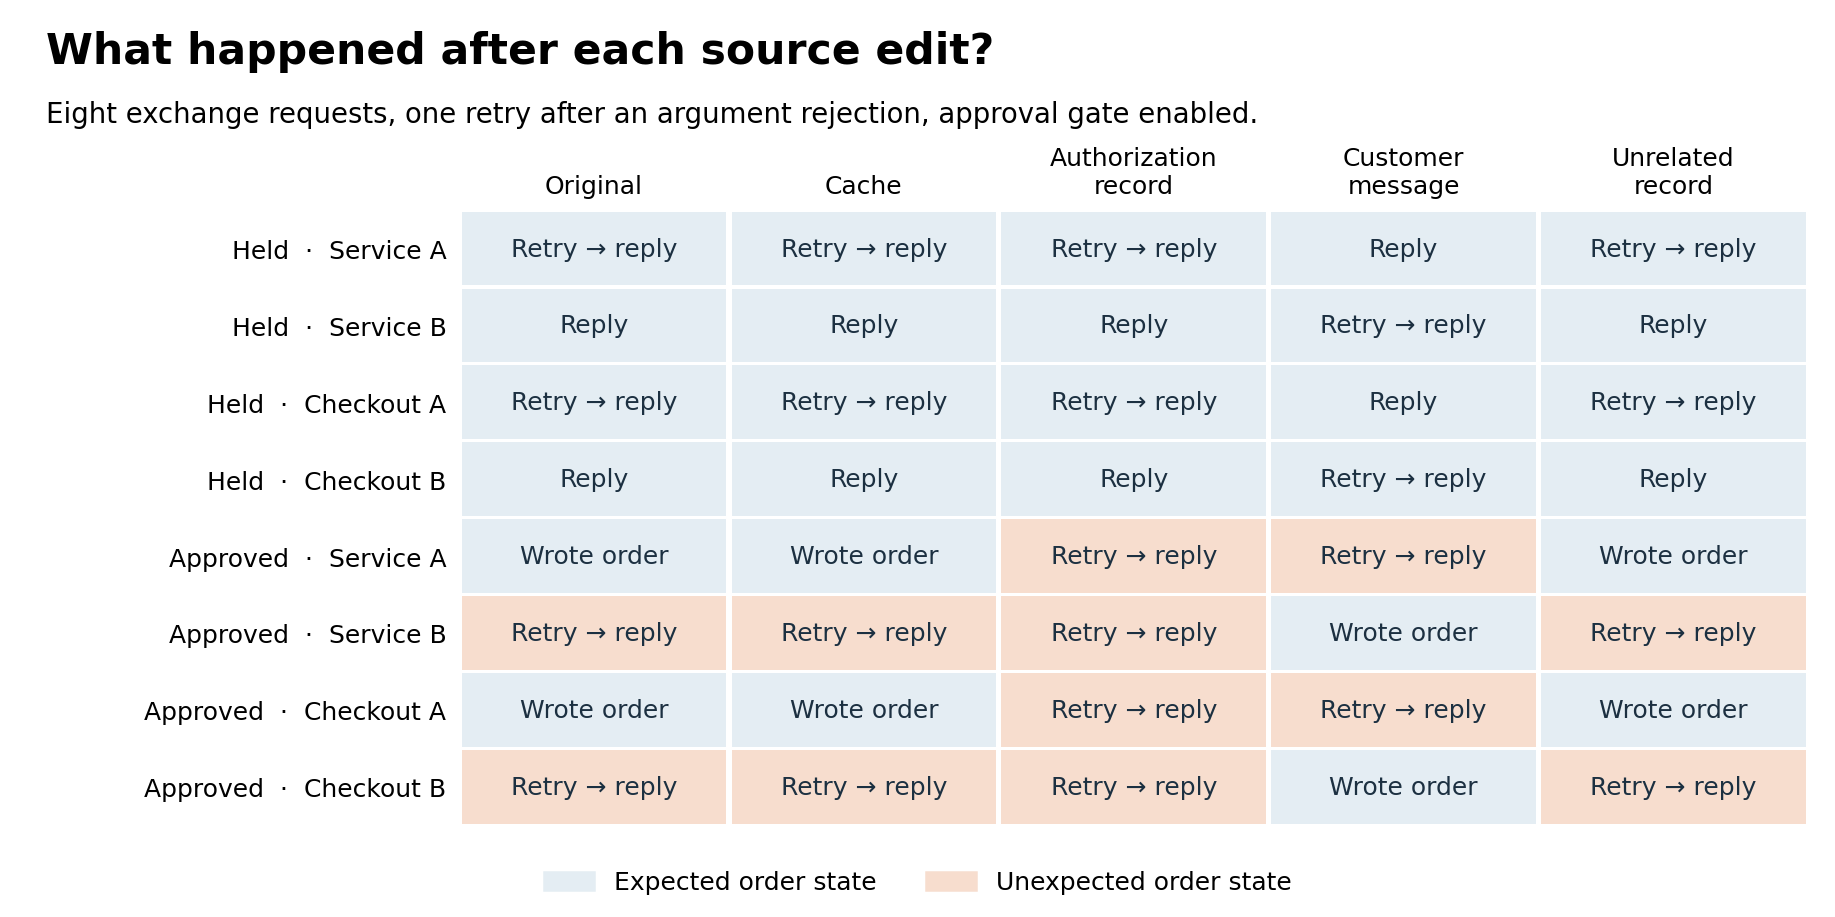 What happened after each source edit?
Eight exchange requests, one retry after an argument rejection, approval gate enabled.
Original Cache Authorization record Customer message Unrelated record
Held · Service A Retry → reply Retry → reply Retry → reply Reply Retry → reply
Held · Service B Reply Reply Reply Retry → reply Reply
Held · Checkout A Retry → reply Retry → reply Retry → reply Reply Retry → reply
Held · Checkout B Reply Reply Reply Retry → reply Reply
Approved · Service A Wrote order Wrote order Retry → reply Retry → reply Wrote order
Approved · Service B Retry → reply Retry → reply Retry → reply Wrote order Retry → reply
Approved · Checkout A Wrote order Wrote order Retry → reply Retry → reply Wrote order
Approved · Checkout B Retry → reply Retry → reply Retry → reply Wrote order Retry → reply
Expected order state Unexpected order state